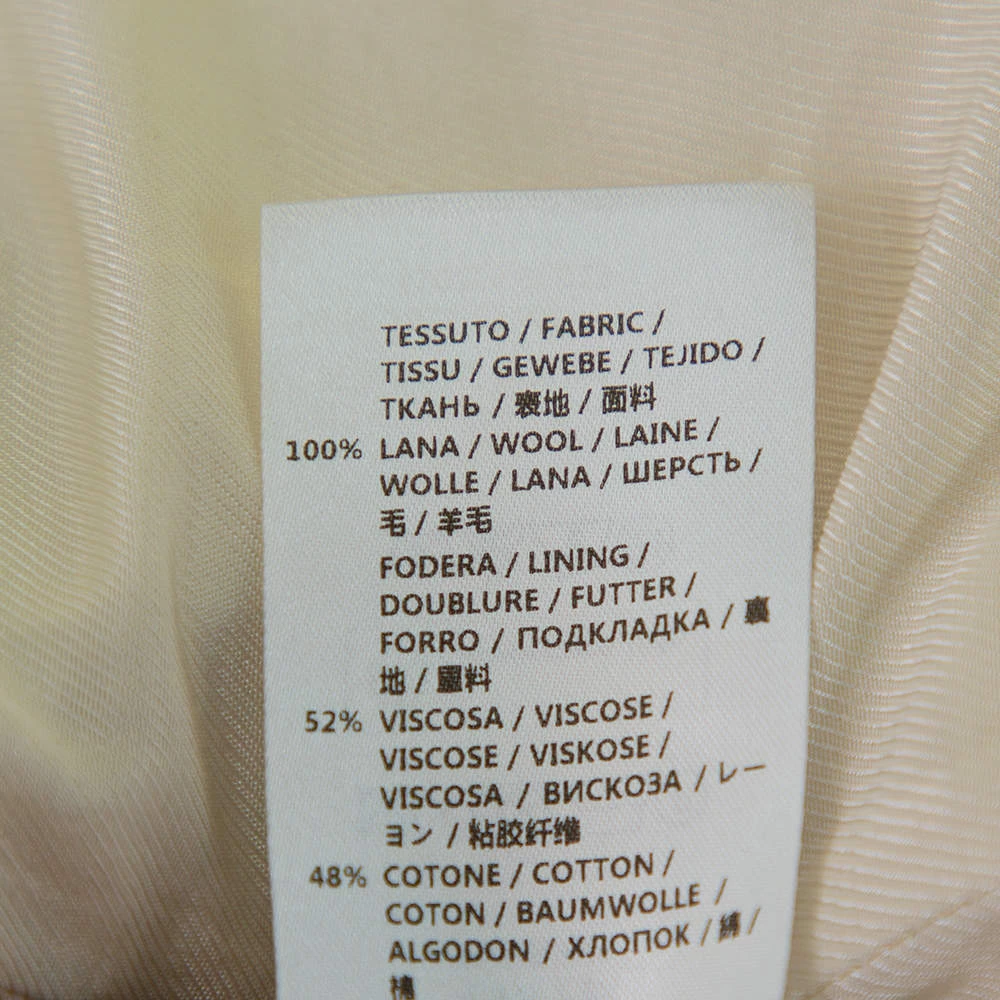 TESSUTO / FABRIC /
TISSU / GEWEBE / TEJIDO /
ТКАНЬ / 裹地 / 面料
100% LANA / WOOL / LAINE /
WOLLE / LANA / ШЕРСТЬ /
毛 / 羊毛
FODERA / LINING /
DOUBLURE / FUTTER /
FORRO / ПОДКЛАДКА / 裏
地 / 料
52% VISCOSA / VISCOSE /
VISCOSE / VISKOSE /
VISCOSA / ВИСКОЗА / レー
ヨン / 粘胶纤维
48% COTONE / COTTON /
COTON / BAUMWOLLE /
ALGODON / ХЛОПОК / 綿 /
棉